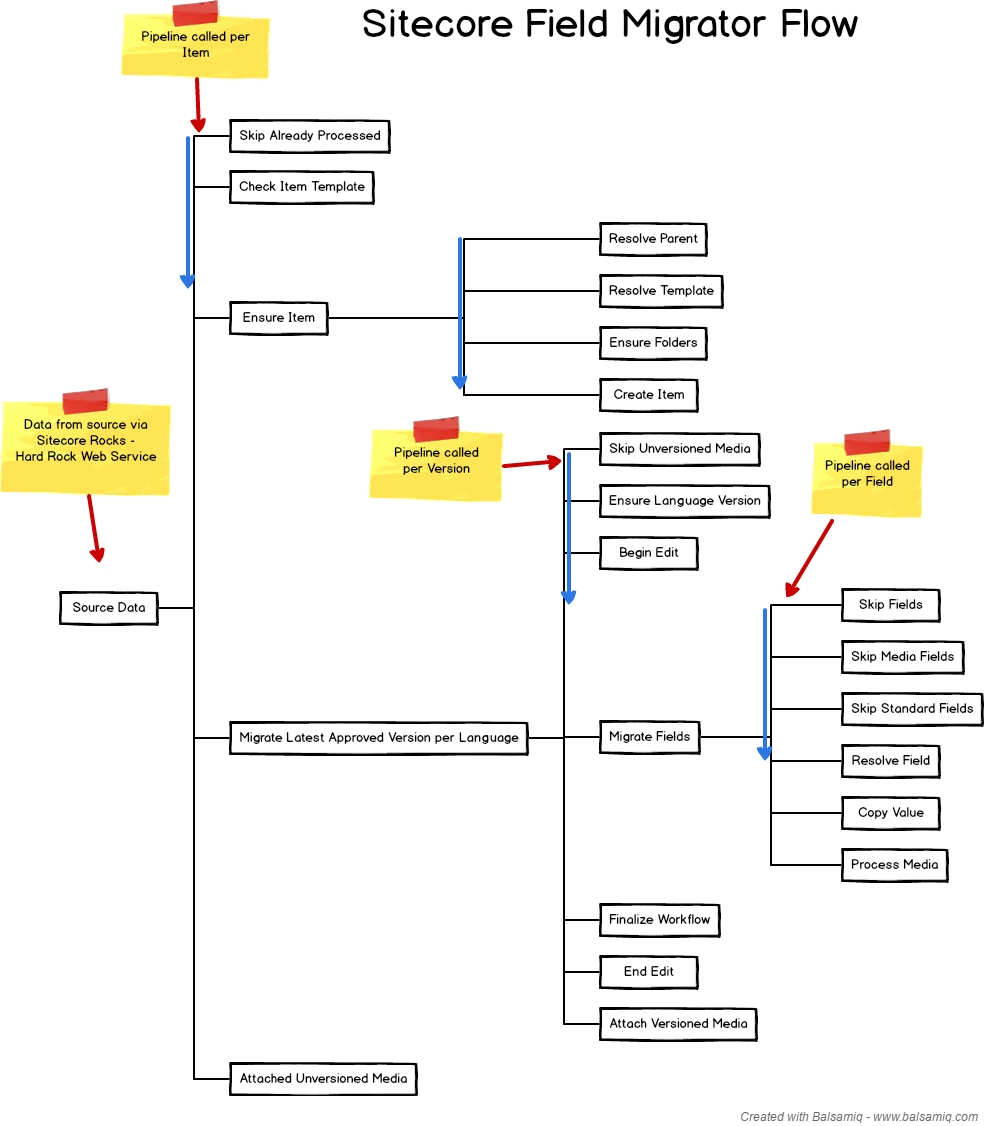 Sitecore Field Migrator Flow
Pipeline called per
Item
Skip Already Processed
Check Item Template
Resolve Parent
Resolve Template
Ensure Item
Ensure Folders
Create Item
Data from source via
Sitecore Rocks -
Hard Rock Web Service
Pipeline called
per Version
Skip Unversioned Media
Pipeline called
per Field
Ensure Language Version
Begin Edit
Source Data
Skip Fields
Skip Media Fields
Skip Standard Fields
Migrate Latest Approved Version per Language
Migrate Fields
Resolve Field
Copy Value
Process Media
Finalize Workflow
End Edit
Attach Versioned Media
Attached Unversioned Media
Created with Balsamiq - www.balsamiq.com